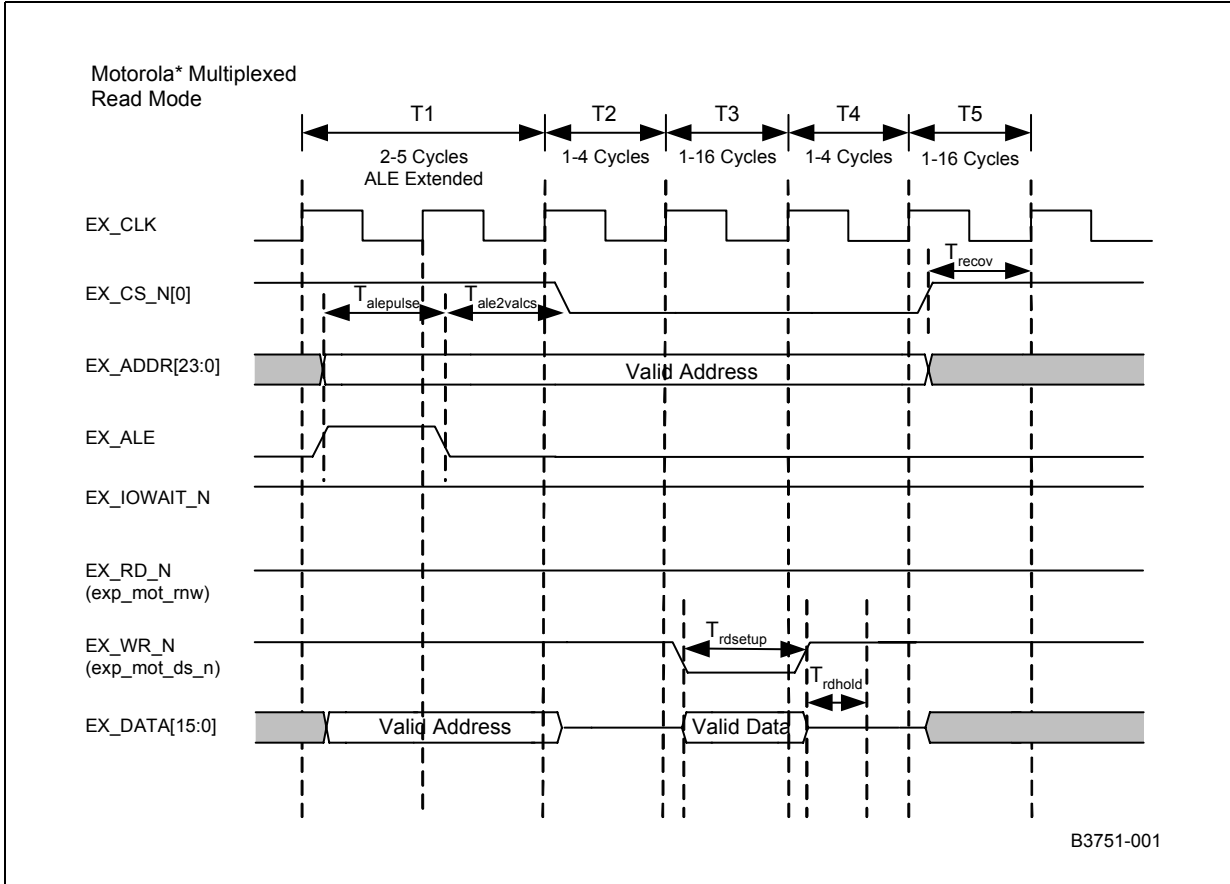 Motorola* Multiplexed
Read Mode
T1
T2
T3
T4
T5
2-5 Cycles
ALE Extended
1-4 Cycles
1-16 Cycles
1-4 Cycles
1-16 Cycles
EX_CLK
Trecov
EX_CS_N[0]
Talepulse
Tale2valcs
EX_ADDR[23:0]
Valid Address
EX_ALE
EX_IOWAIT_N
EX_RD_N
(exp_mot_rnw)
EX_WR_N
(exp_mot_ds_n)
Trdsetup
Trdhold
EX_DATA[15:0]
Valid Address
Valid Data
B3751-001